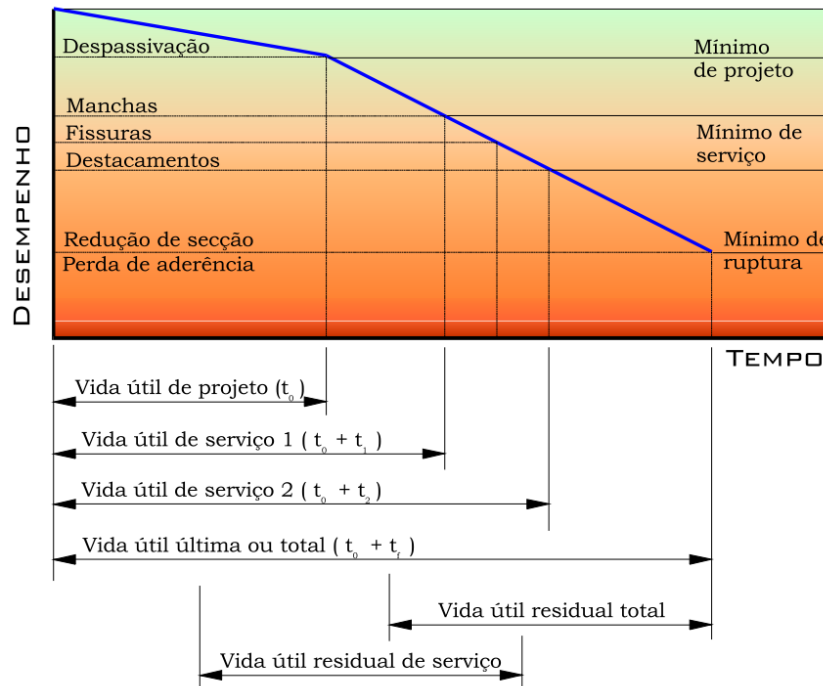 Despassivação
Mínimo
de projeto
Manchas
Fissuras
Destacamentos
Mínimo de
serviço
Redução de secção
Perda de aderência
Mínimo de
ruptura
DESEMPENHO
TEMPO
Vida útil de projeto (t₀)
Vida útil de serviço 1 ( t₀ + t₁)
Vida útil de serviço 2 ( t₀ + t₂)
Vida útil última ou total ( t₀ + tf)
Vida útil residual total
Vida útil residual de serviço